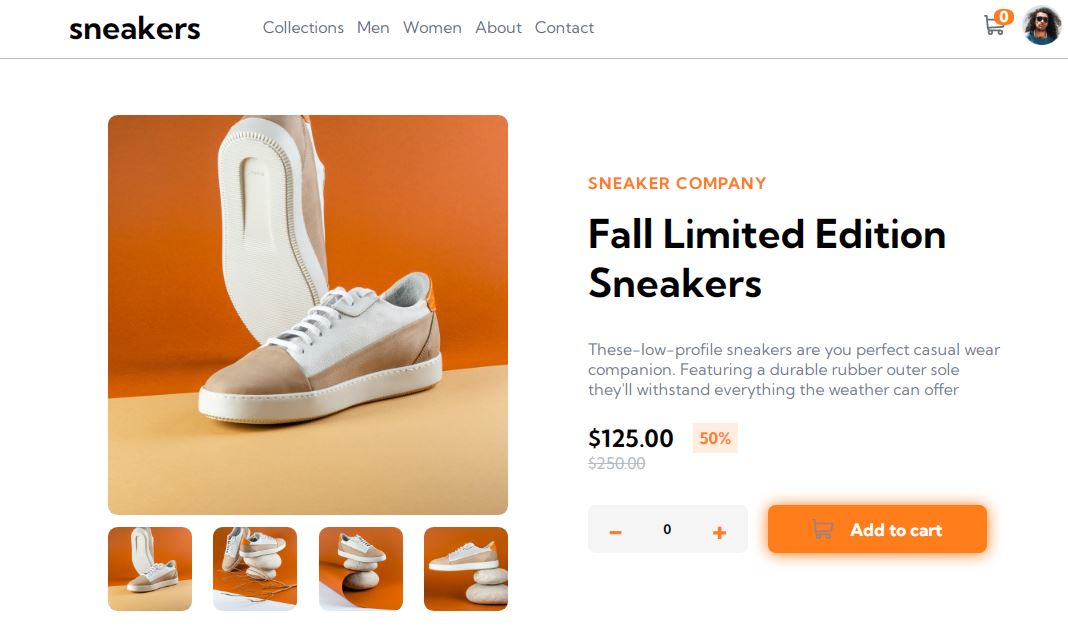 sneakers Collections Men Women About Contact 0
SNEAKER COMPANY
Fall Limited Edition
Sneakers
These-low-profile sneakers are you perfect casual wear
companion. Featuring a durable rubber outer sole
they'll withstand everything the weather can offer
$125.00 50%
$250.00
− 0 + Add to cart